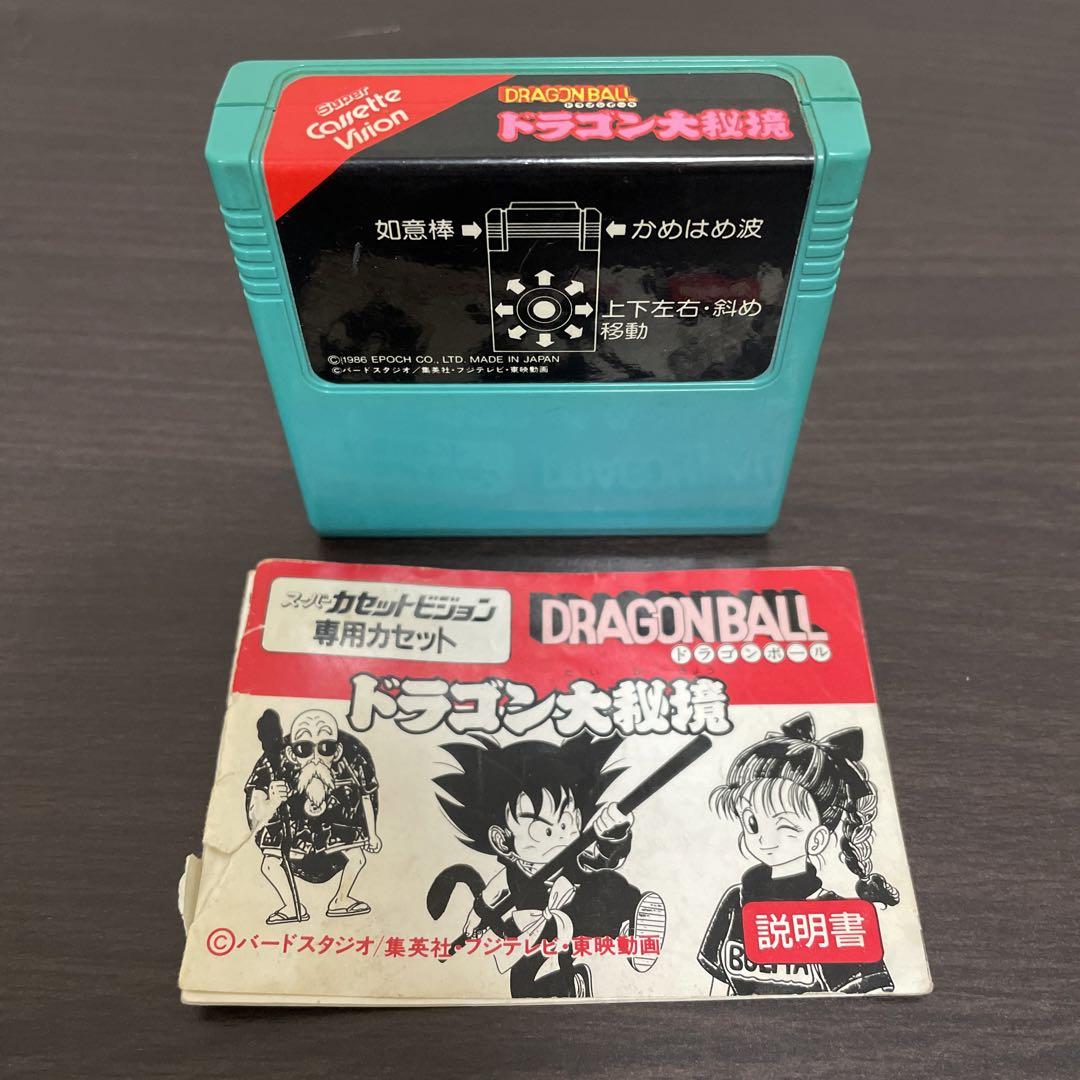 Super
Cassette
Vision
DRAGON BALL
ドラゴンボール
ドラゴン大秘境
如意棒
かめはめ波
上下左右・斜め
移動
©1986 EPOCH CO., LTD. MADE IN JAPAN
©バードスタジオ/集英社・フジテレビ・東映動画
スーパーカセットビジョン
専用カセット
DRAGON BALL
ドラゴンボール
ドラゴン大秘境
©バードスタジオ/集英社・フジテレビ・東映動画
説明書